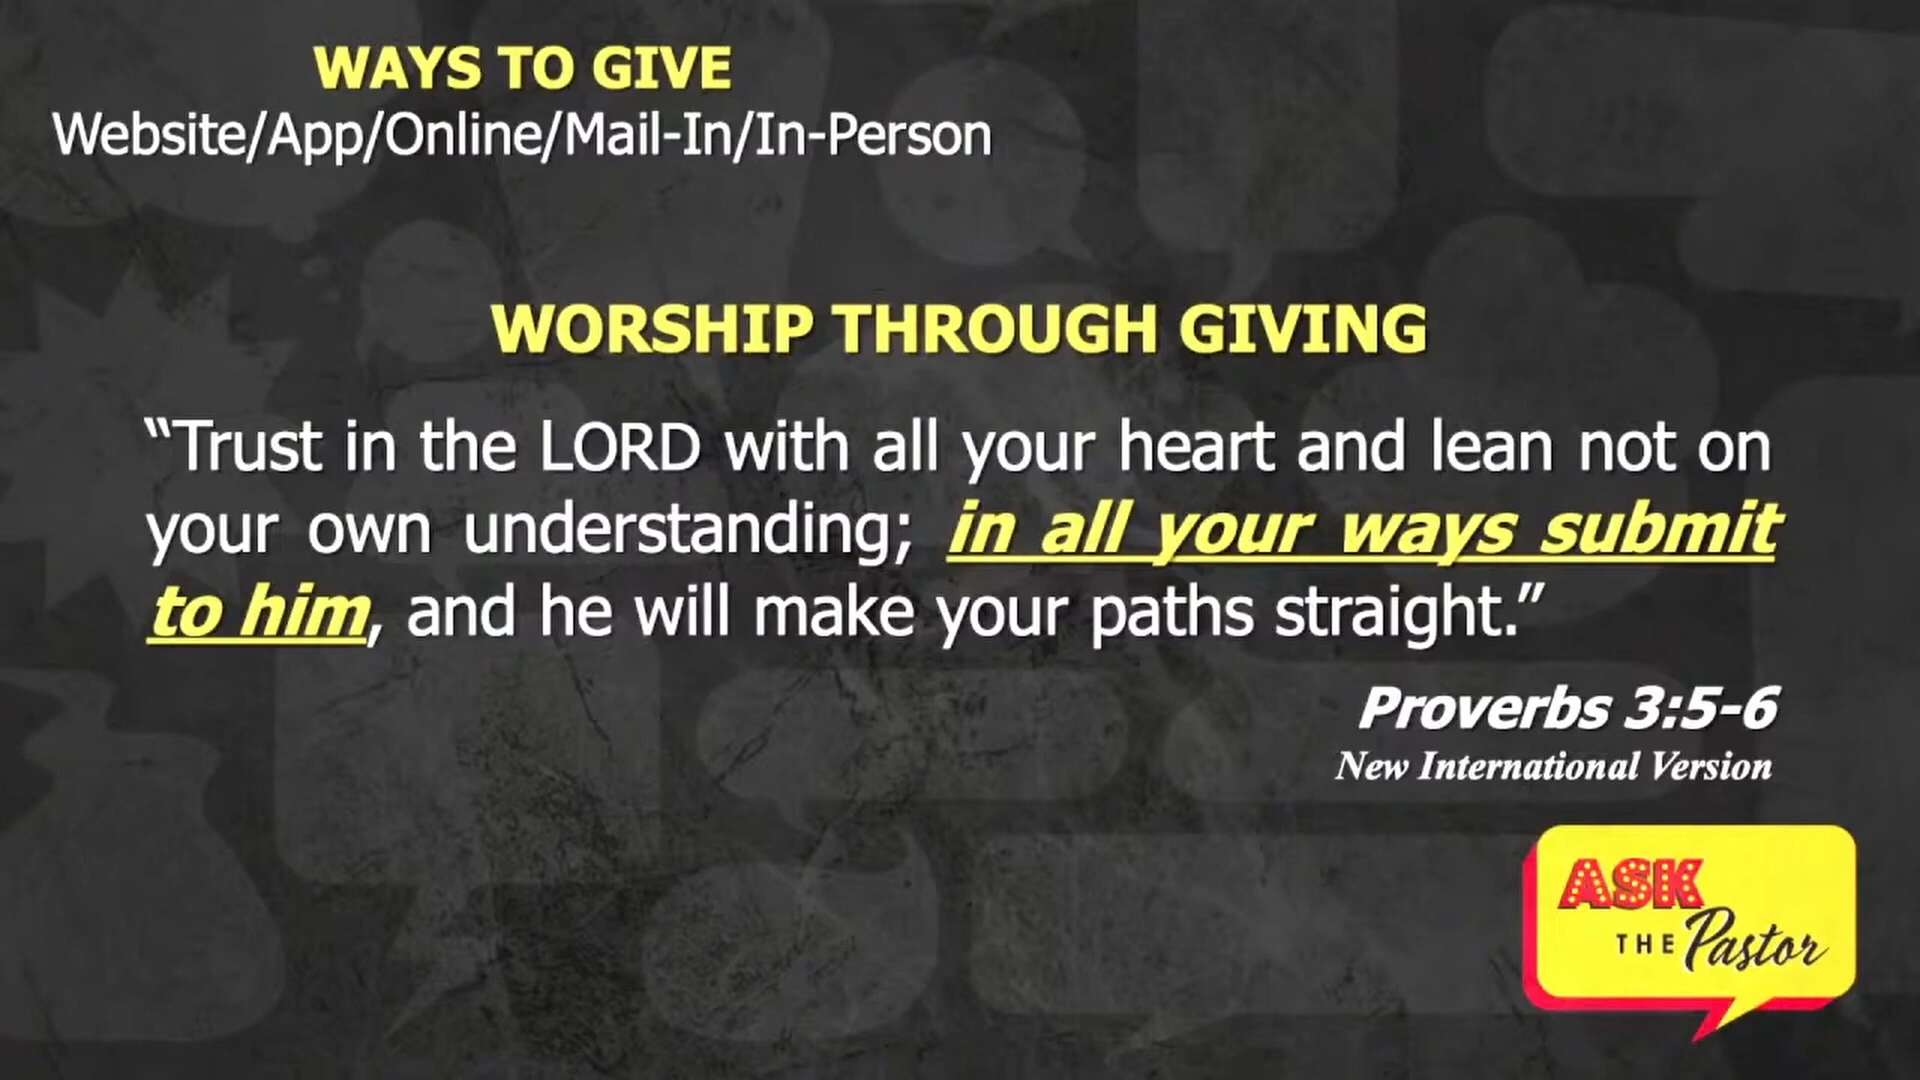 WAYS TO GIVE
Website/App/Online/Mail-In/In-Person
WORSHIP THROUGH GIVING
“Trust in the LORD with all your heart and lean not on
your own understanding; in all your ways submit
to him, and he will make your paths straight.”
Proverbs 3:5-6
New International Version
ASK
THE Pastor